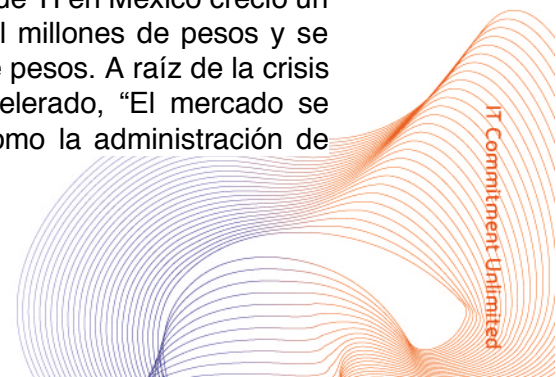 de TI en México creció un
l millones de pesos y se
pesos. A raíz de la crisis
elerado, “El mercado se
omo la administración de
IT Commitment Unlimited